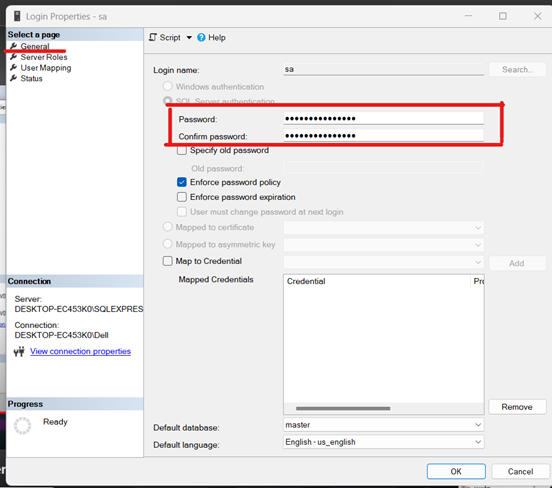 Login Properties - sa
Select a page
General
Server Roles
User Mapping
Status
Script
Help
Login name:
sa
Search...
Windows authentication
SQL Server authentication
Password:
●●●●●●●●●●●●●●●
Confirm password:
●●●●●●●●●●●●●●●
Specify old password
Old password:
Enforce password policy
Enforce password expiration
User must change password at next login
Mapped to certificate
Mapped to asymmetric key
Map to Credential
Add
Mapped Credentials
Credential
Pro
Remove
Default database:
master
Default language:
English - us_english
Connection
Server:
DESKTOP-EC453K0\SQLEXPRES
Connection:
DESKTOP-EC453K0\Dell
View connection properties
Progress
Ready
OK
Cancel